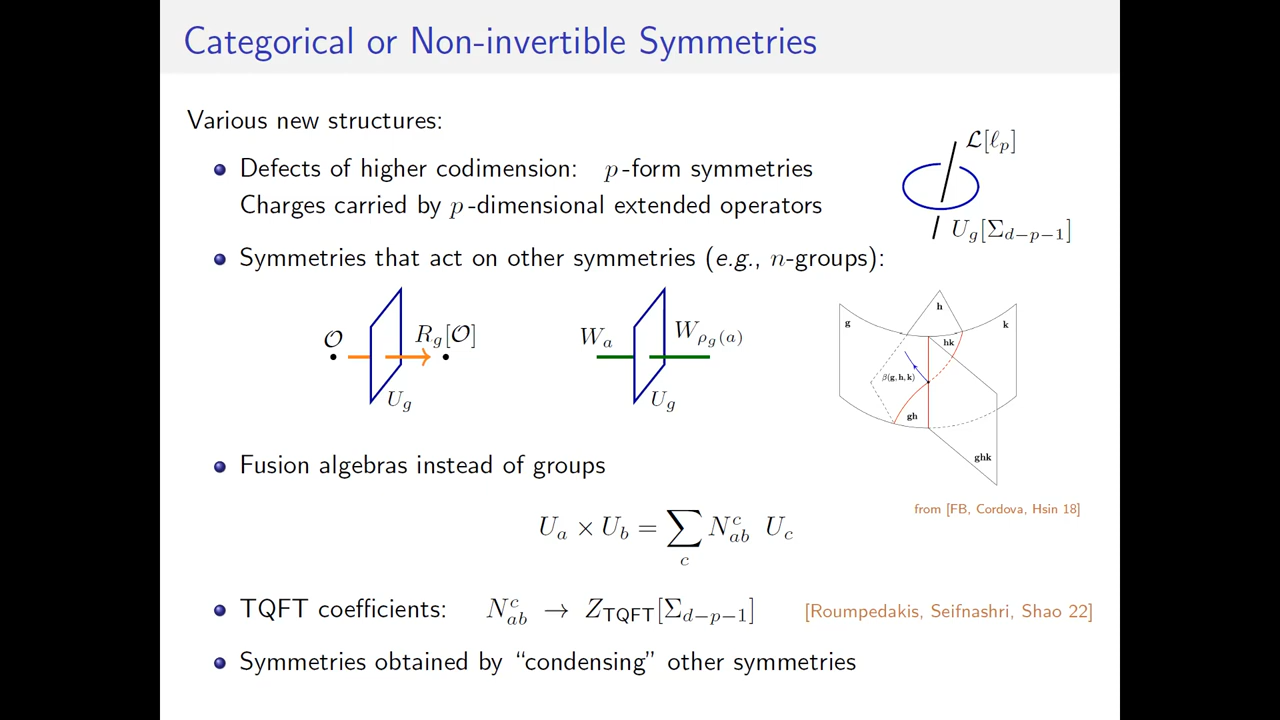 Categorical or Non-invertible Symmetries
Various new structures:
Defects of higher codimension: p-form symmetries
Charges carried by p-dimensional extended operators
ℒ[ℓ_p]
U_g[Σ_{d−p−1}]
Symmetries that act on other symmetries (e.g., n-groups):
𝒪 R_g[𝒪]
U_g
W_a W_{ρ_g(a)}
U_g
h
g k
hk
β(g,h,k)
gh
ghk
from [FB, Cordova, Hsin 18]
Fusion algebras instead of groups
U_a × U_b = ∑_c N^c_{ab} U_c
TQFT coefficients: N^c_{ab} → Z_{TQFT}[Σ_{d−p−1}] [Roumpedakis, Seifnashri, Shao 22]
Symmetries obtained by “condensing” other symmetries